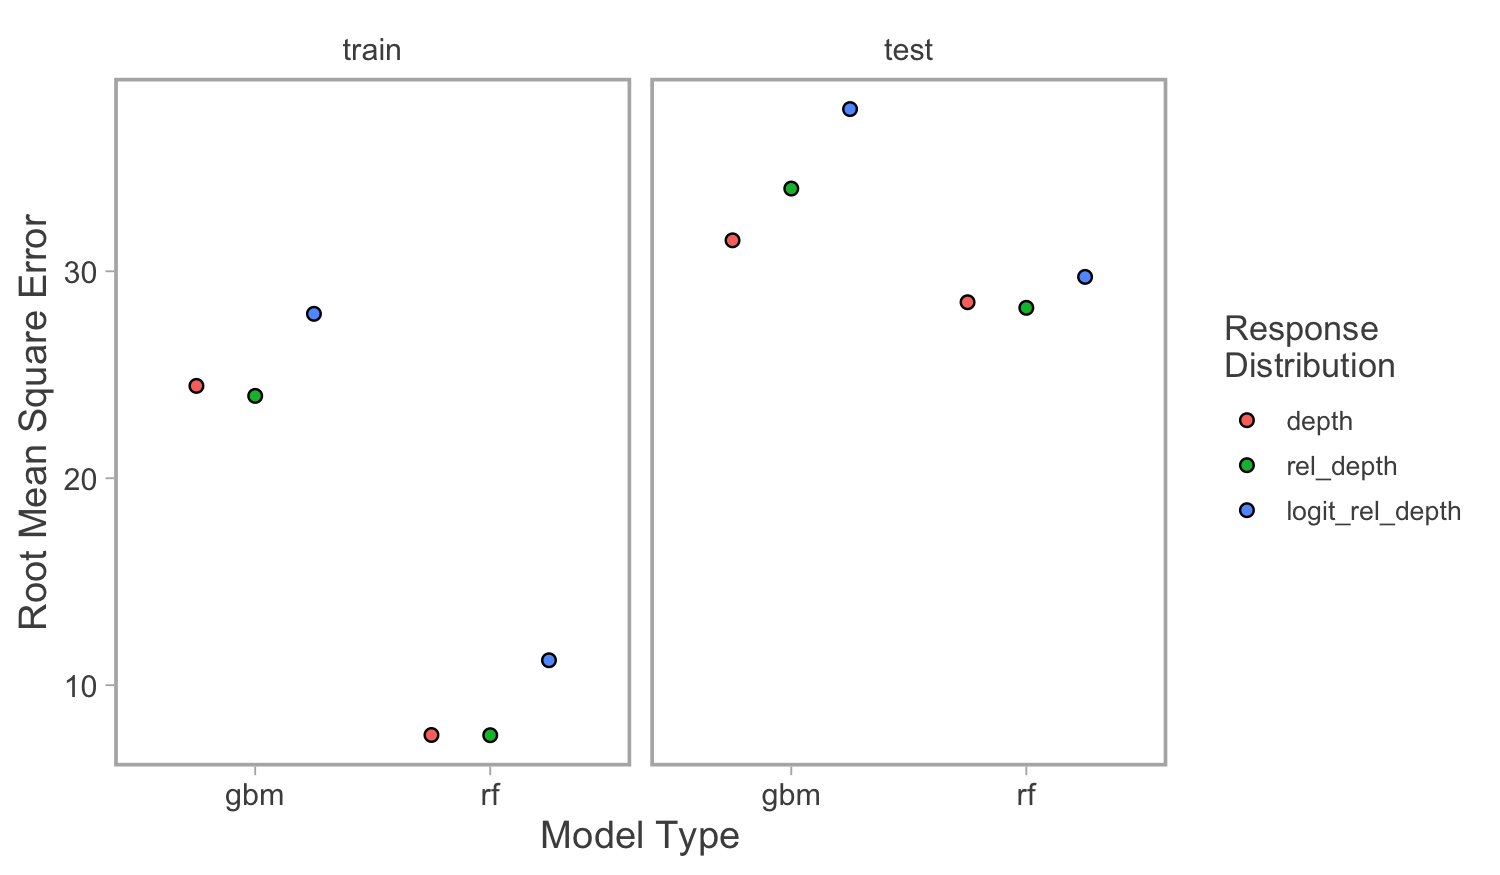 train
test
Root Mean Square Error
30
20
10
gbm
rf
gbm
rf
Model Type
Response
Distribution
depth
rel_depth
logit_rel_depth